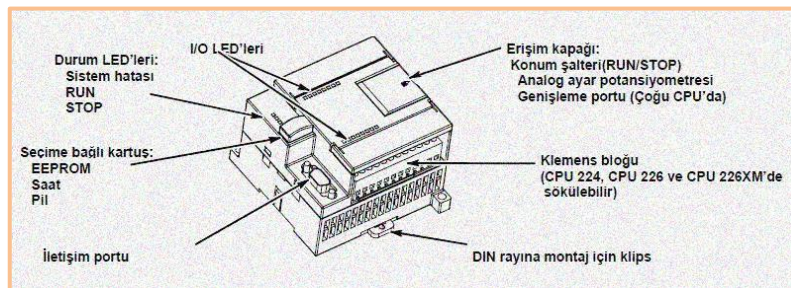 Durum LED'leri:
Sistem hatası
RUN
STOP
I/O LED'leri
Erişim kapağı:
Konum şalteri(RUN/STOP)
Analog ayar potansiyometresi
Genişleme portu (Çoğu CPU'da)
Seçime bağlı kartuş:
EEPROM
Saat
Pil
Klemens bloğu
(CPU 224, CPU 226 ve CPU 226XM'de
sökülebilir)
İletişim portu
DIN rayına montaj için klips